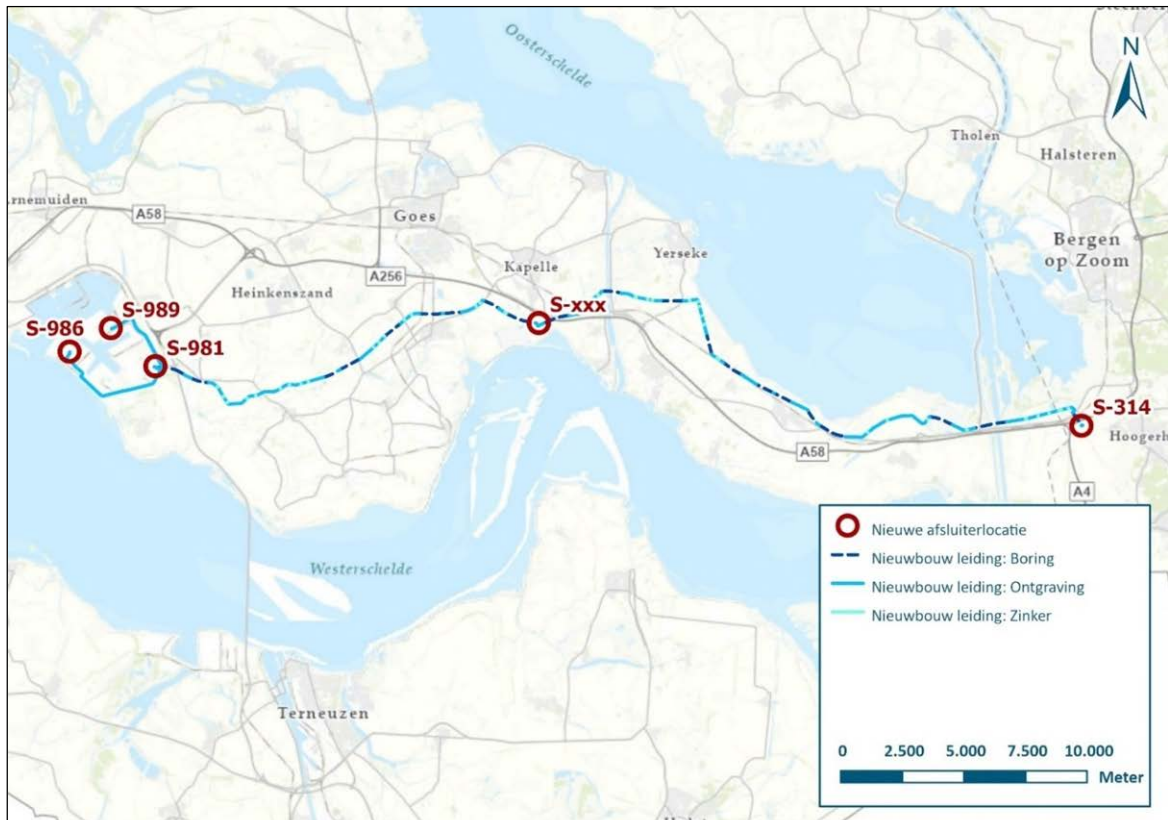 Oosterschelde
N
Tholen
Halsteren
Arnemuiden
A58
Goes
Bergen
op Zoom
Yerseke
Kapelle
A256
Heinkenszand
S-xxx
S-989
S-986
S-981
S-314
Hoogerh
A58
A4
Westerschelde
Terneuzen
Nieuwe afsluiterlocatie
Nieuwbouw leiding: Boring
Nieuwbouw leiding: Ontgraving
Nieuwbouw leiding: Zinker
0 2.500 5.000 7.500 10.000
Meter